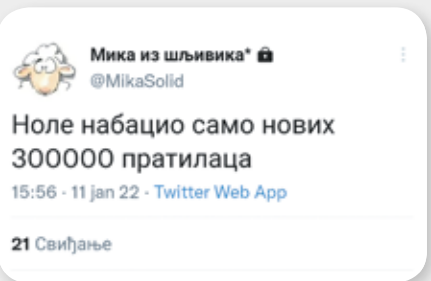 Мика из шљивика*
@MikaSolid
Ноле набацио само нових
300000 пратилаца
15:56 · 11 jan 22 · Twitter Web App
21 Свиђање